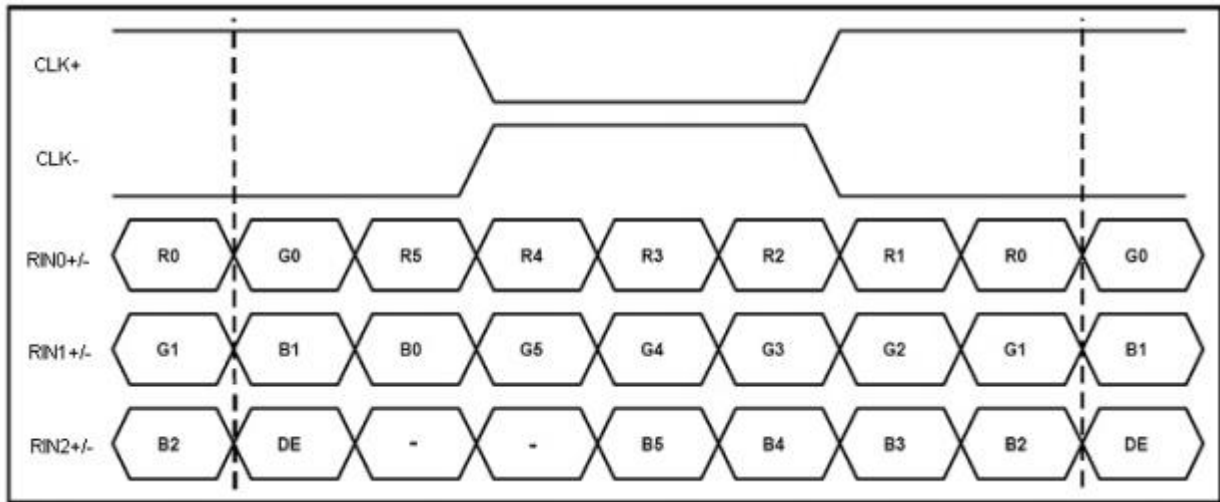 CLK+
CLK-
RIN0+/- R0 G0 R5 R4 R3 R2 R1 R0 G0
RIN1+/- G1 B1 B0 G5 G4 G3 G2 G1 B1
RIN2+/- B2 DE - - B5 B4 B3 B2 DE